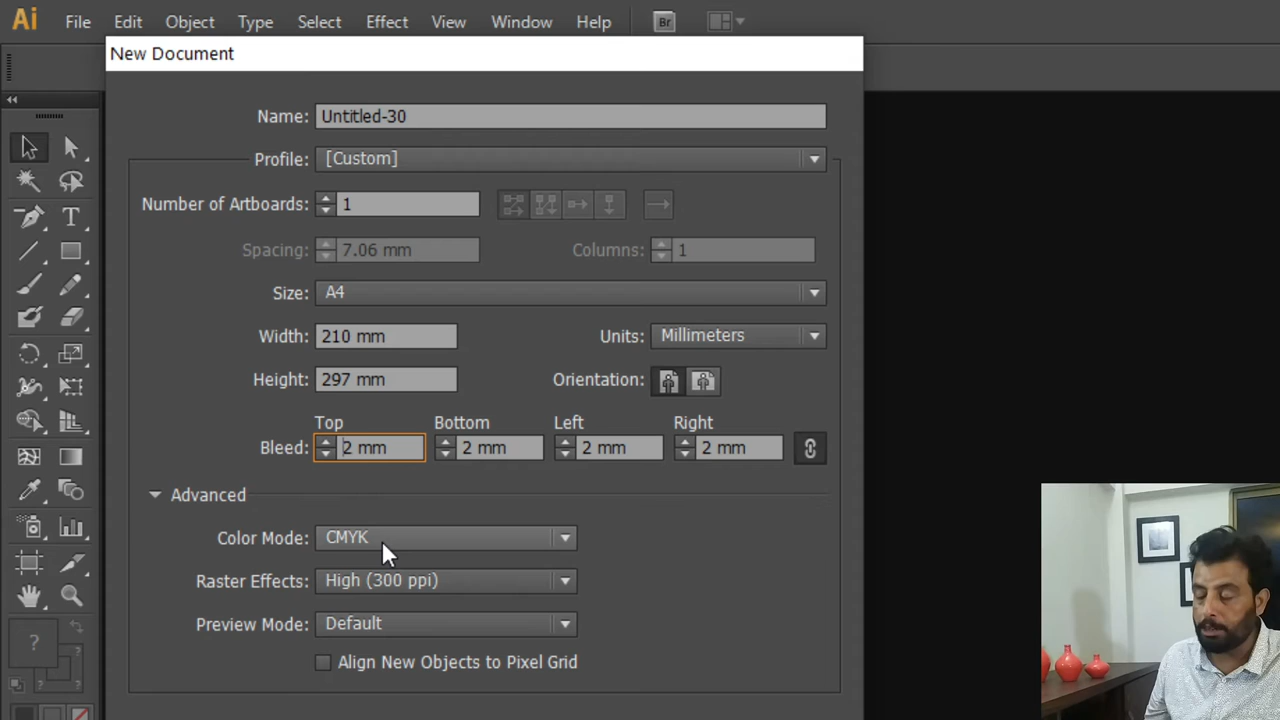 Ai File Edit Object Type Select Effect View Window Help Br
New Document
Name: Untitled-30
Profile: [Custom]
Number of Artboards: 1
Spacing: 7.06 mm Columns: 1
Size: A4
Width: 210 mm Units: Millimeters
Height: 297 mm Orientation:
Top Bottom Left Right
Bleed: 2 mm 2 mm 2 mm 2 mm
Advanced
Color Mode: CMYK
Raster Effects: High (300 ppi)
Preview Mode: Default
Align New Objects to Pixel Grid